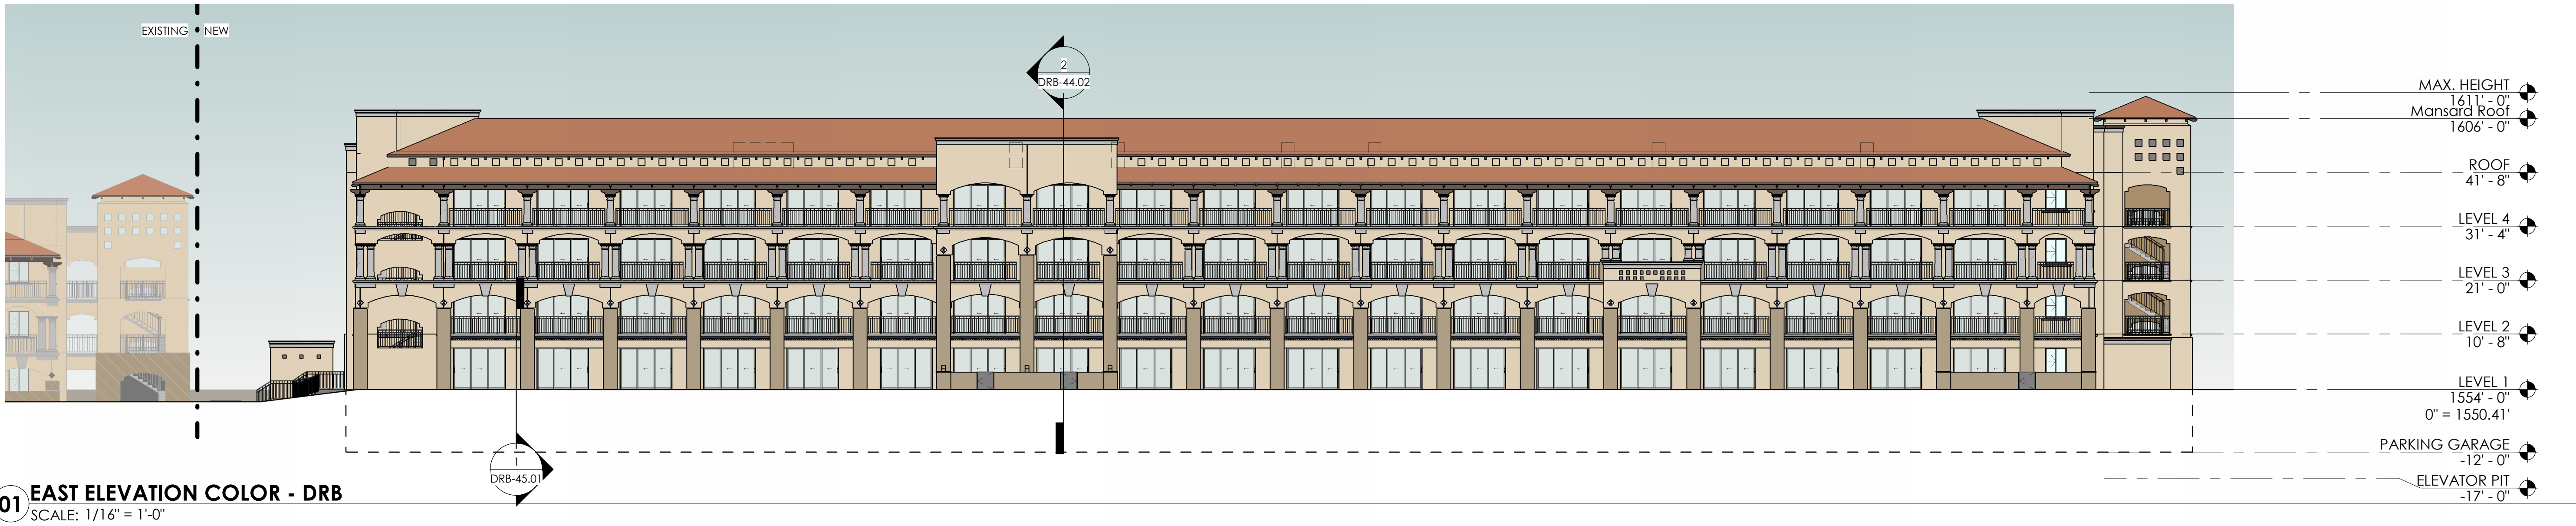 EXISTING
NEW
2
DRB-44.02
MAX. HEIGHT
1611' - 0"
Mansard Roof
1606' - 0"
ROOF
41' - 8"
LEVEL 4
31' - 4"
LEVEL 3
21' - 0"
LEVEL 2
10' - 8"
LEVEL 1
1554' - 0"
0" = 1550.41'
PARKING GARAGE
-12' - 0"
ELEVATOR PIT
-17' - 0"
1
DRB-45.01
01 EAST ELEVATION COLOR - DRB
SCALE: 1/16" = 1'-0"